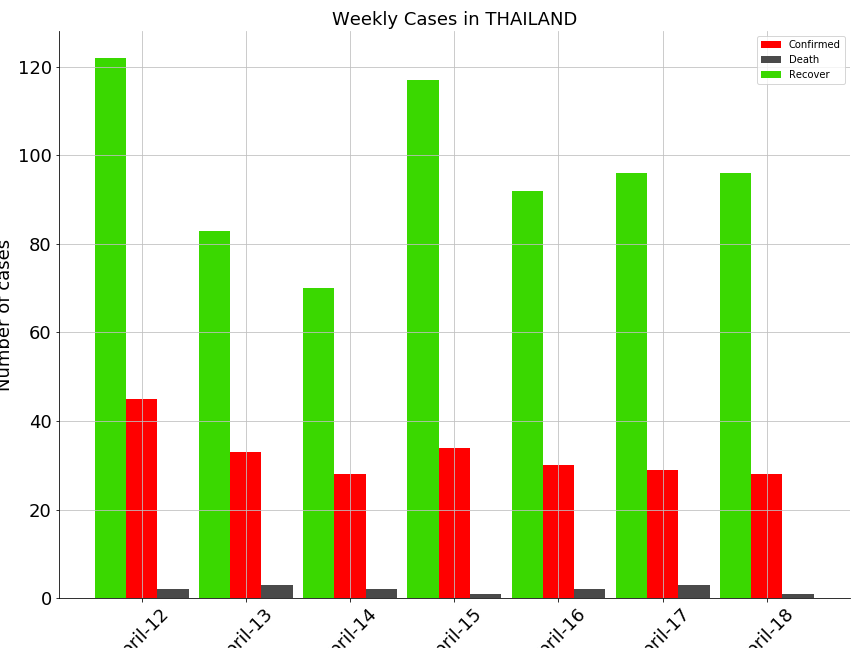 Weekly Cases in THAILAND
Confirmed
Death
Recover
120
100
80
60
40
20
0
Number of cases
pril-12
pril-13
pril-14
pril-15
pril-16
pril-17
pril-18